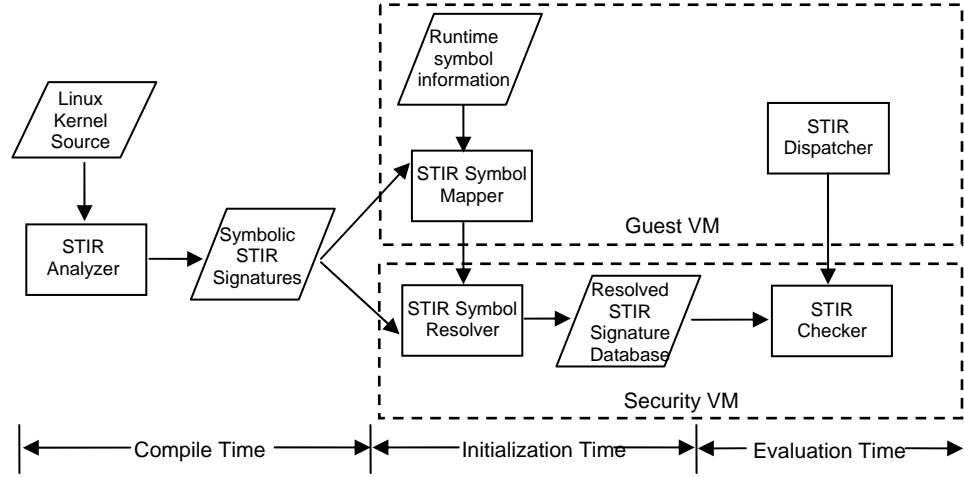 Linux
Kernel
Source
STIR
Analyzer
Symbolic
STIR
Signatures
Runtime
symbol
information
STIR Symbol
Mapper
STIR
Dispatcher
Guest VM
STIR Symbol
Resolver
Resolved
STIR
Signature
Database
STIR
Checker
Security VM
Compile Time
Initialization Time
Evaluation Time